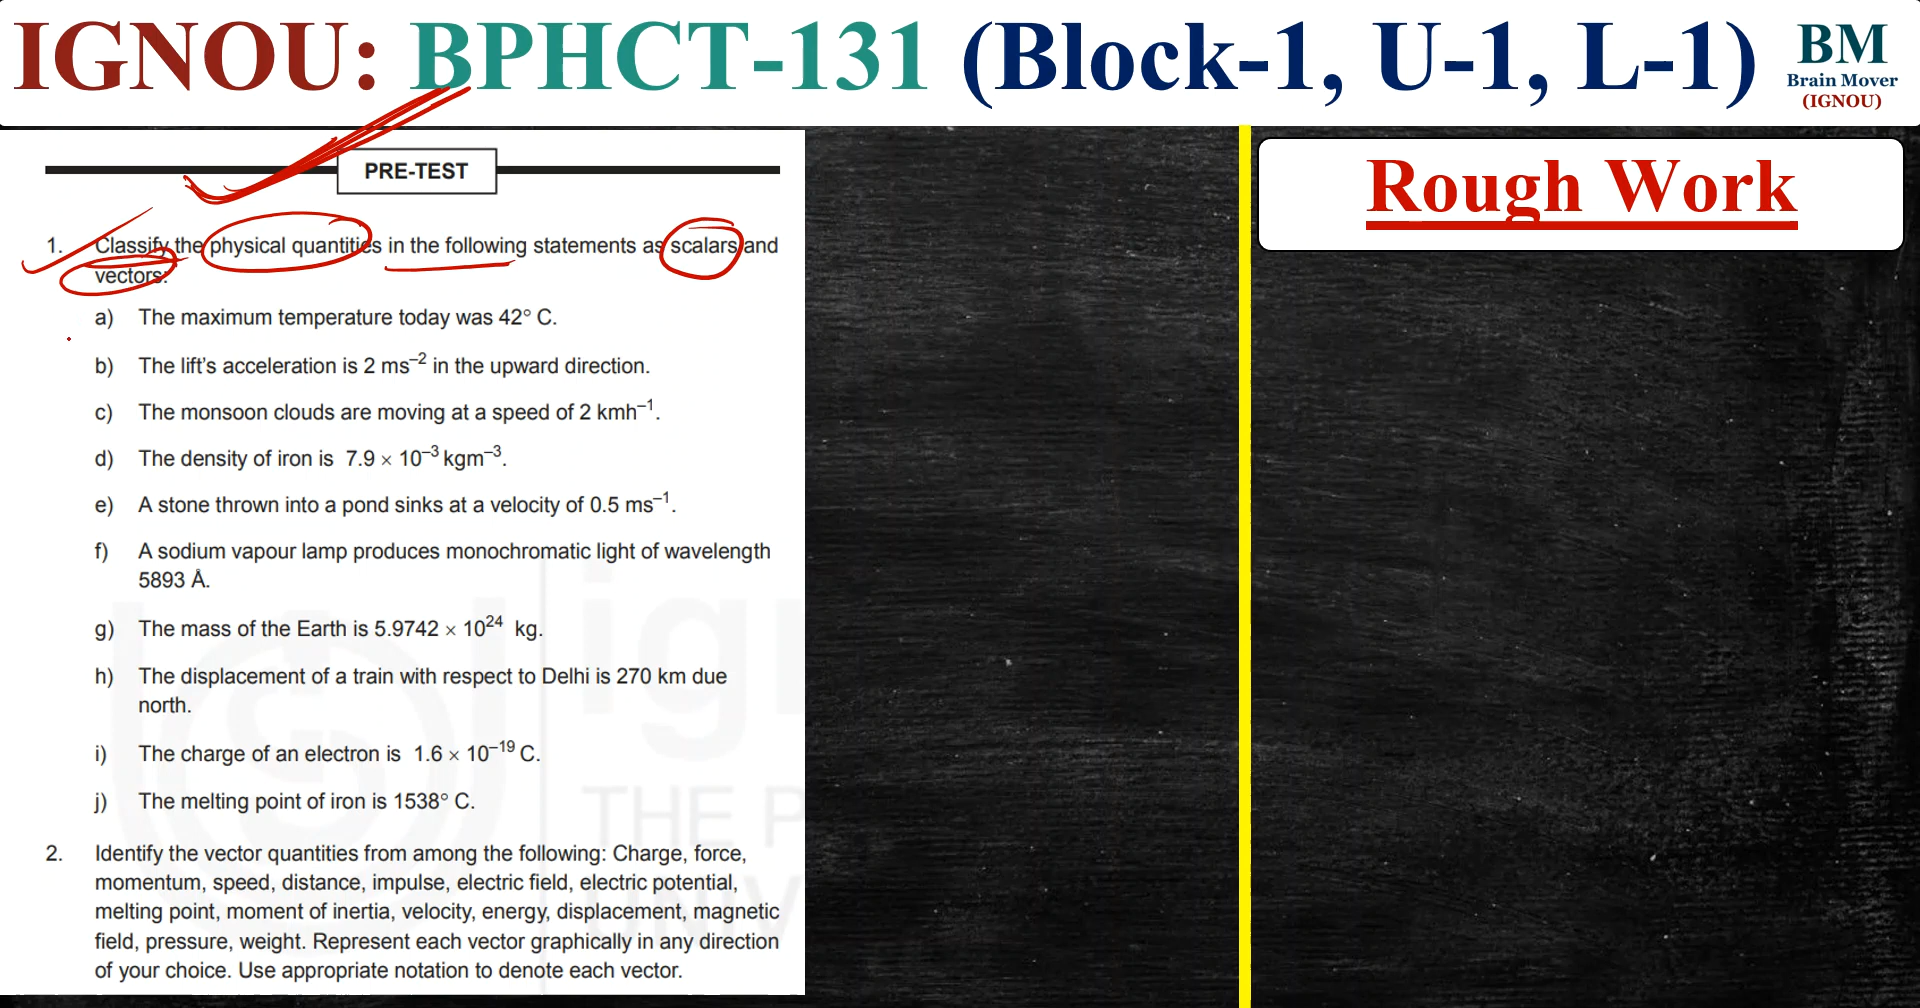 IGNOU: BPHCT-131 (Block-1, U-1, L-1)
BM
Brain Mover
(IGNOU)
PRE-TEST
Rough Work
1. Classify the physical quantities in the following statements as scalars and
vectors:
a) The maximum temperature today was 42° C.
b) The lift's acceleration is 2 ms⁻² in the upward direction.
c) The monsoon clouds are moving at a speed of 2 kmh⁻¹.
d) The density of iron is 7.9 × 10⁻³ kgm⁻³.
e) A stone thrown into a pond sinks at a velocity of 0.5 ms⁻¹.
f) A sodium vapour lamp produces monochromatic light of wavelength
5893 Å.
g) The mass of the Earth is 5.9742 × 10²⁴ kg.
h) The displacement of a train with respect to Delhi is 270 km due
north.
i) The charge of an electron is 1.6 × 10⁻¹⁹ C.
j) The melting point of iron is 1538° C.
2. Identify the vector quantities from among the following: Charge, force,
momentum, speed, distance, impulse, electric field, electric potential,
melting point, moment of inertia, velocity, energy, displacement, magnetic
field, pressure, weight. Represent each vector graphically in any direction
of your choice. Use appropriate notation to denote each vector.
ign
THE P
UNIV